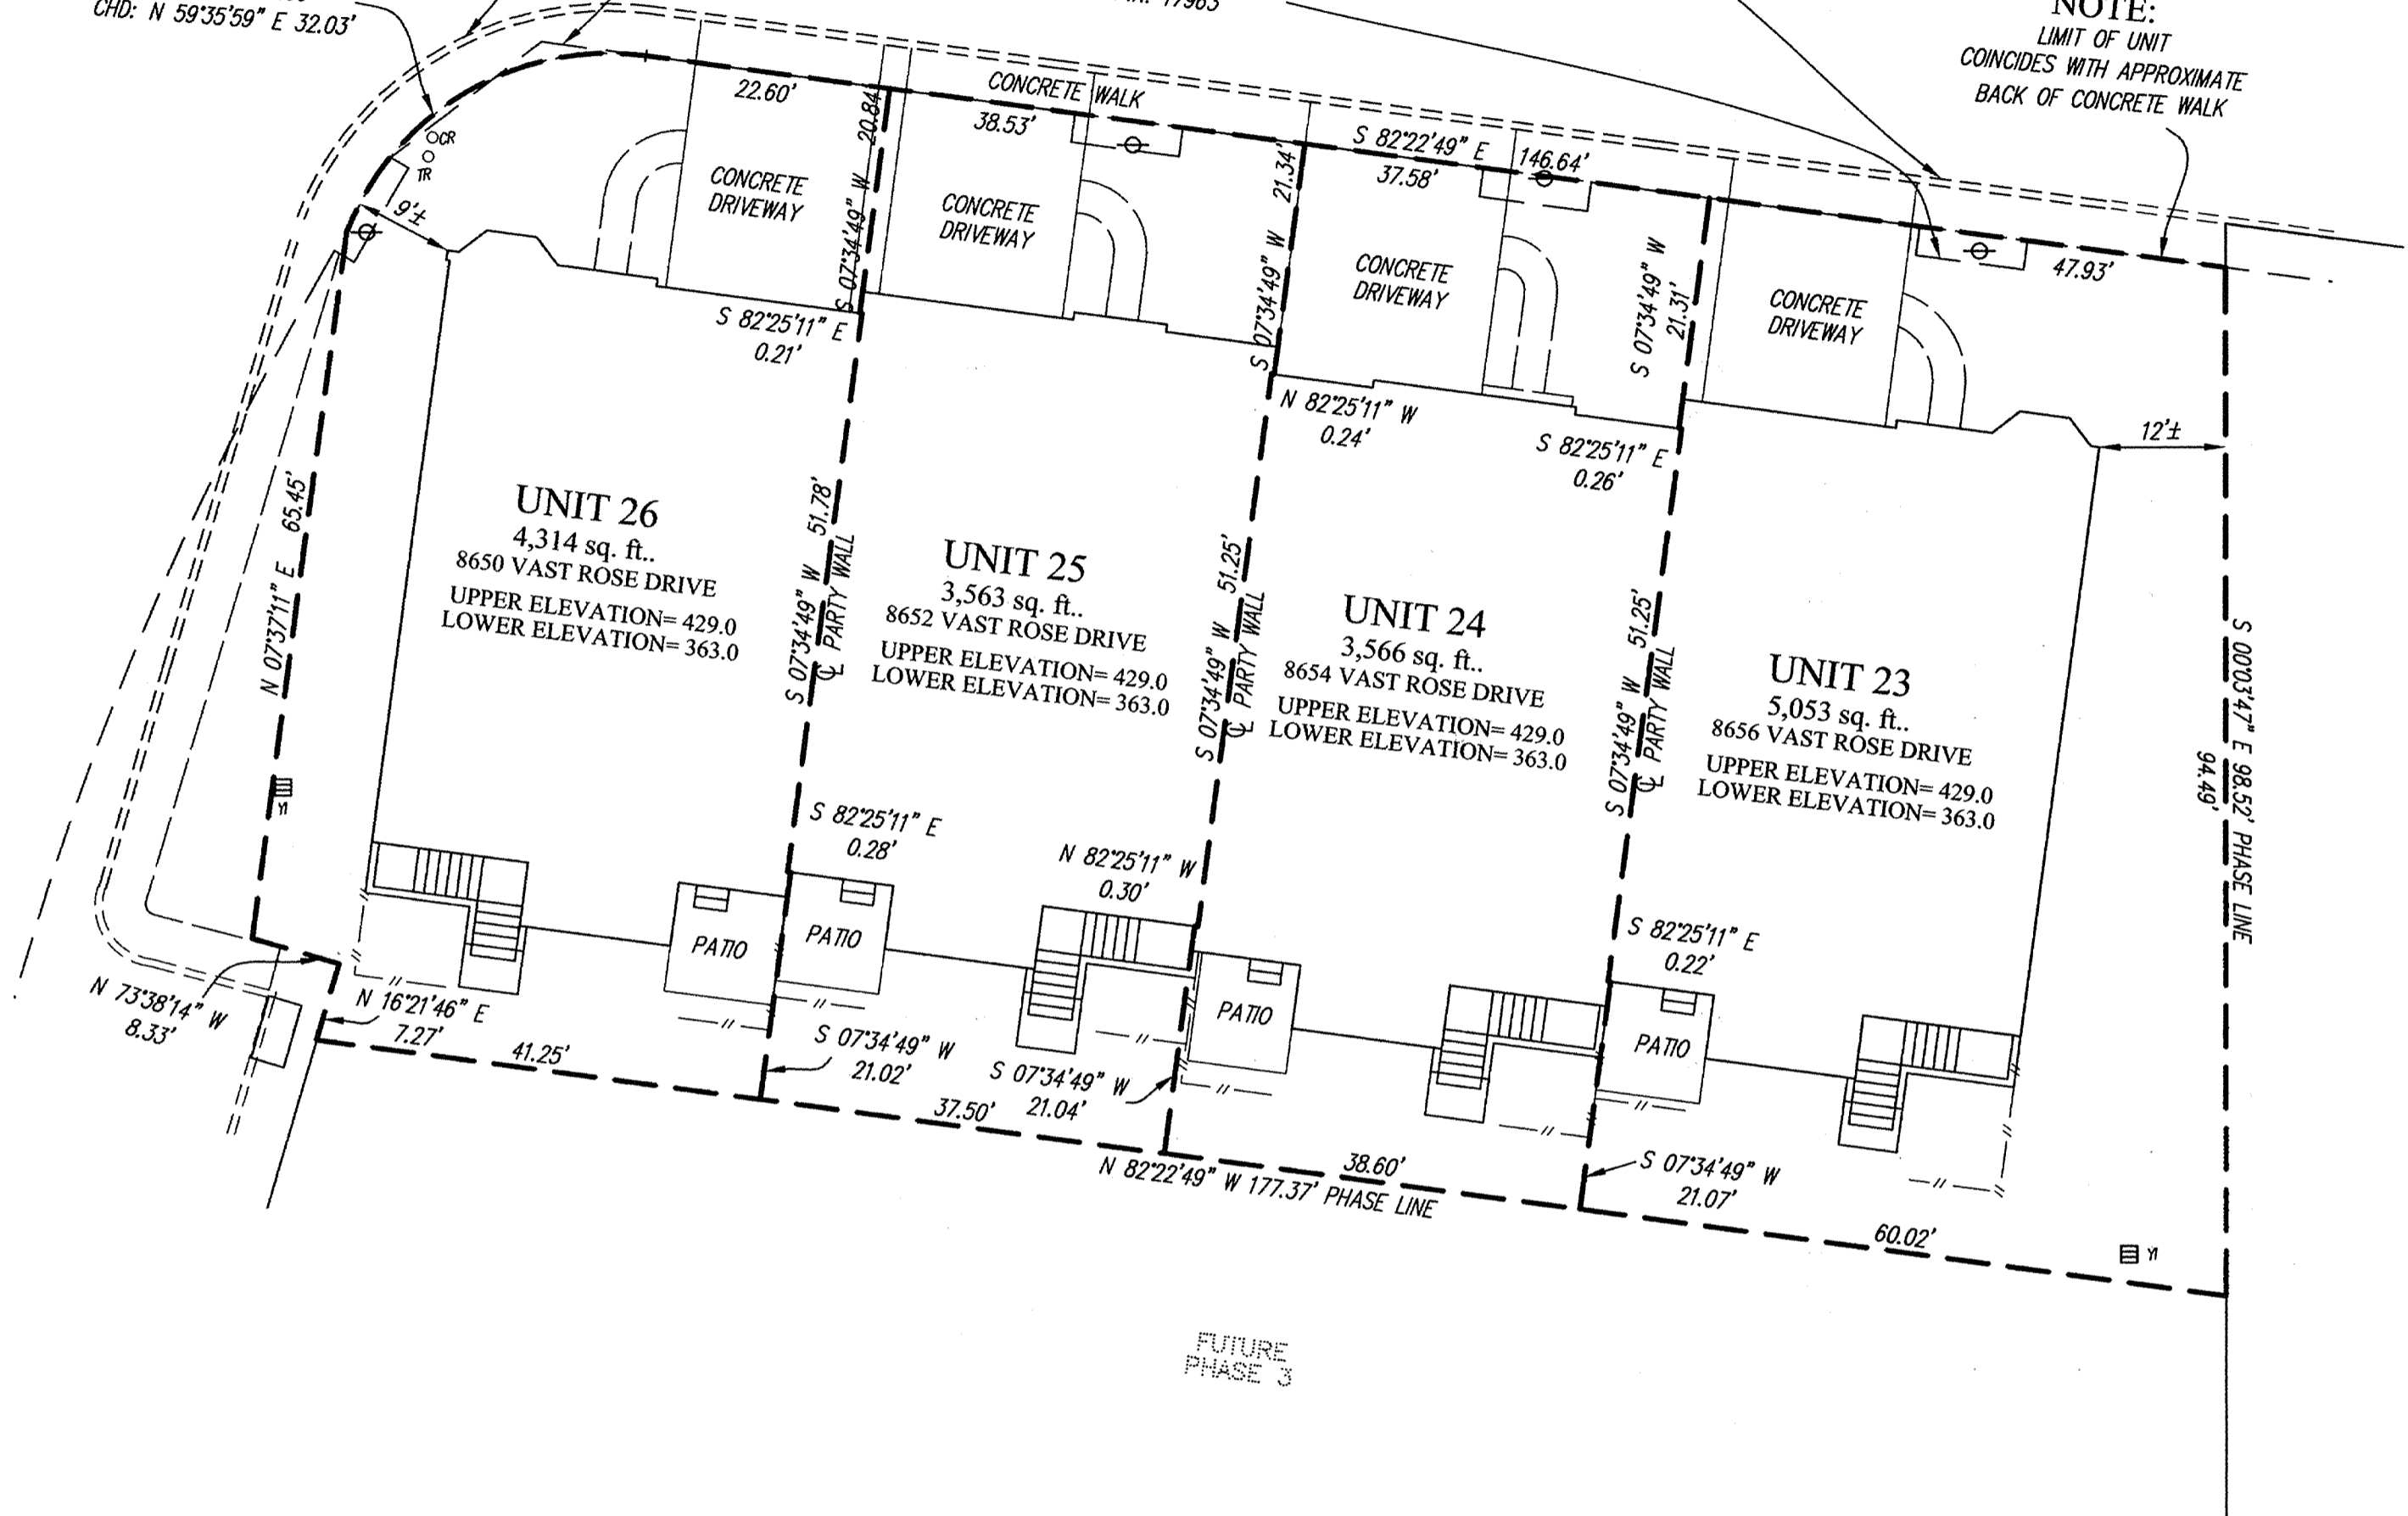 CHD: N 59°35'59" E 32.03'
17963
NOTE:
LIMIT OF UNIT
COINCIDES WITH APPROXIMATE
BACK OF CONCRETE WALK
CONCRETE WALK
22.60'
38.53'
S 82°22'49" E 146.64'
37.58'
47.93'
CR
TR
9'±
12'±
CONCRETE
DRIVEWAY
S 07°34'49" W 20.84'
CONCRETE
DRIVEWAY
S 07°34'49" W 21.34'
CONCRETE
DRIVEWAY
S 07°34'49" W
21.31'
CONCRETE
DRIVEWAY
S 82°25'11" E
0.21'
N 82°25'11" W
0.24'
S 82°25'11" E
0.26'
N 07°37'11" E 65.45'
UNIT 26
4,314 sq. ft..
8650 VAST ROSE DRIVE
UPPER ELEVATION= 429.0
LOWER ELEVATION= 363.0
S 07°34'49" W 51.78'
℄ PARTY WALL
UNIT 25
3,563 sq. ft..
8652 VAST ROSE DRIVE
UPPER ELEVATION= 429.0
LOWER ELEVATION= 363.0
S 07°34'49" W 51.25'
℄ PARTY WALL
UNIT 24
3,566 sq. ft..
8654 VAST ROSE DRIVE
UPPER ELEVATION= 429.0
LOWER ELEVATION= 363.0
S 07°34'49" W 51.25'
℄ PARTY WALL
UNIT 23
5,053 sq. ft..
8656 VAST ROSE DRIVE
UPPER ELEVATION= 429.0
LOWER ELEVATION= 363.0
S 00°03'47" E 98.52' PHASE LINE
94.49'
YI
S 82°25'11" E
0.28'
N 82°25'11" W
0.30'
S 82°25'11" E
0.22'
PATIO
PATIO
PATIO
PATIO
N 73°38'14" W
8.33'
N 16°21'46" E
7.27'
41.25'
S 07°34'49" W
21.02'
S 07°34'49" W
21.04'
37.50'
38.60'
N 82°22'49" W 177.37' PHASE LINE
S 07°34'49" W
21.07'
60.02'
YI
FUTURE
PHASE 3